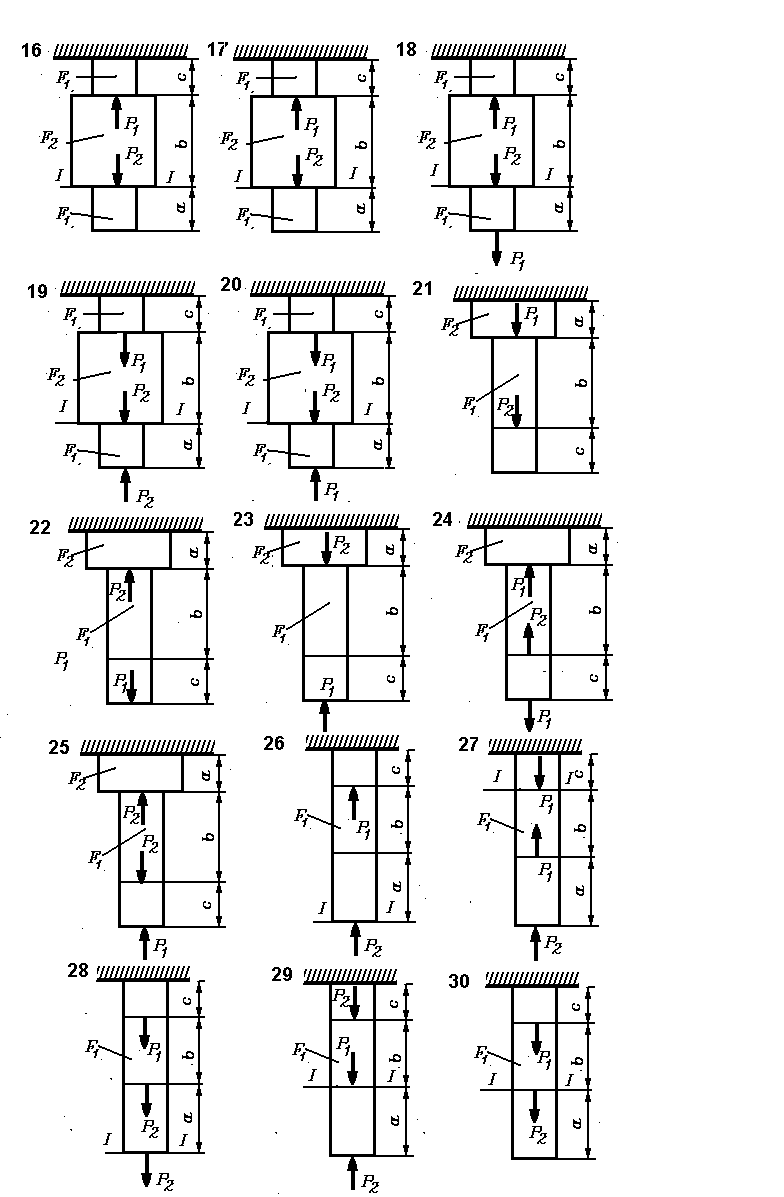 16 F₁ c
F₂ P₁ b
P₂
I I
F₁ a
17 F₁ c
F₂ P₁ b
P₂
I I
F₁ a
18 F₁ c
F₂ P₁ b
P₂
I I
F₁ a
P₁
19 F₁ c
F₂ P₁ b
P₂
I I
F₁ a
P₂
20 F₁ c
F₂ P₁ b
P₂
I I
F₁ a
P₁
21 F₂ P₁ a
F₁ b
P₂
c
22 F₂ a
P₂ b
F₁
P₁
P₁ c
23 F₂ P₂ a
F₁ b
P₁ c
24 F₂ a
P₁
F₁ P₂ b
c
P₁
25 F₂ a
P₂
F₁ P₂ b
c
P₁
26 c
F₁ P₁ b
a
I I
P₂
27 I I c
P₁
F₁ b
P₁
a
P₂
28 c
F₁ P₁ b
P₂ a
I I
P₂
29 P₂ c
F₁ P₁ b
I I
a
P₂
30 c
F₁ P₁ b
I I
P₂ a